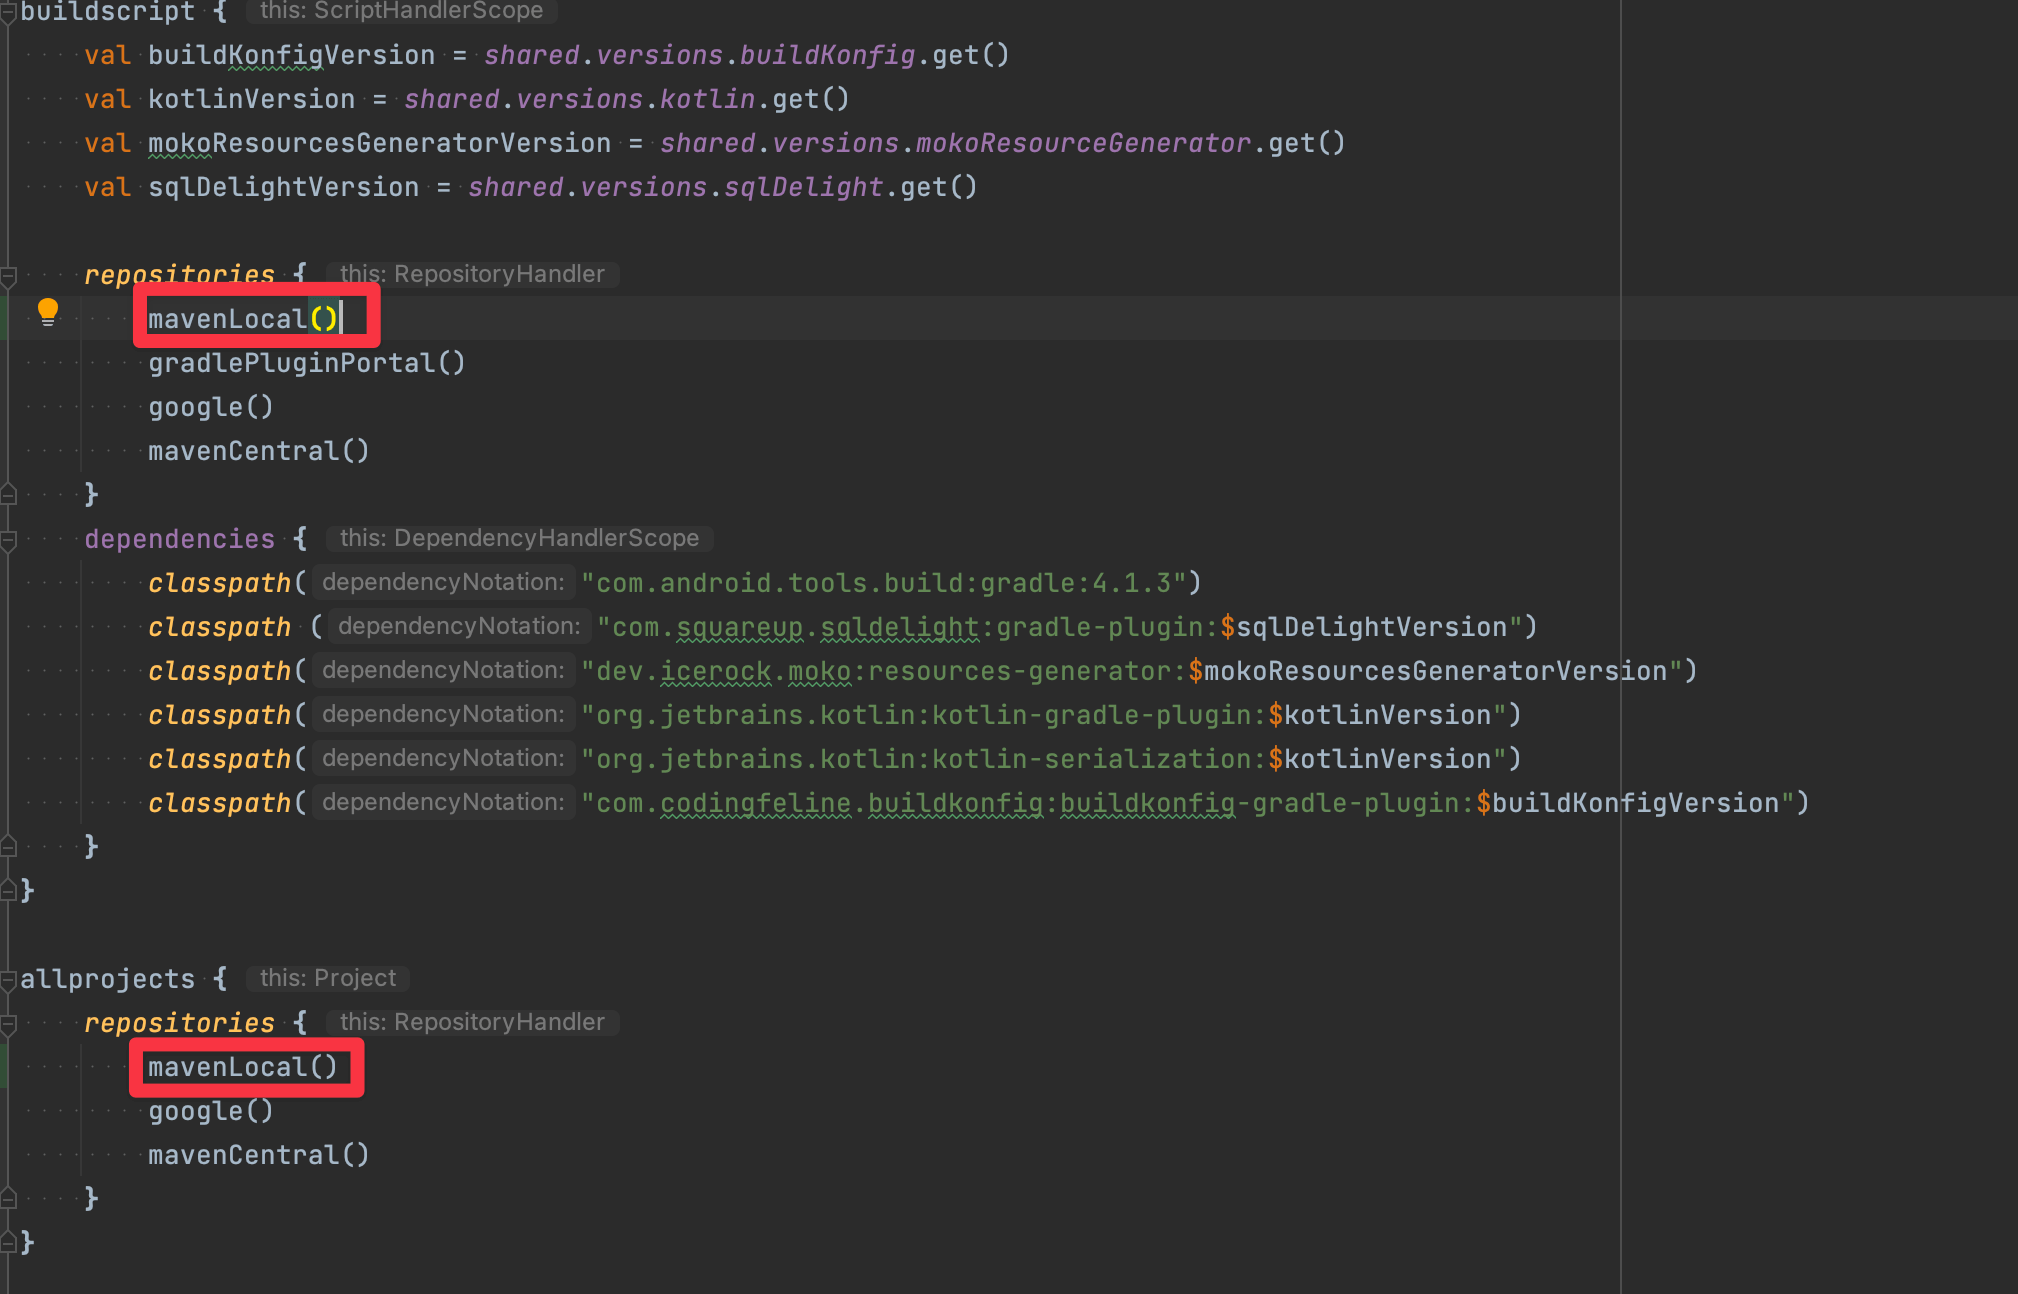 buildscript { this: ScriptHandlerScope
val buildKonfigVersion = shared.versions.buildKonfig.get()
val kotlinVersion = shared.versions.kotlin.get()
val mokoResourcesGeneratorVersion = shared.versions.mokoResourceGenerator.get()
val sqlDelightVersion = shared.versions.sqlDelight.get()
repositories { this: RepositoryHandler
mavenLocal()
gradlePluginPortal()
google()
mavenCentral()
}
dependencies { this: DependencyHandlerScope
classpath( dependencyNotation: "com.android.tools.build:gradle:4.1.3")
classpath ( dependencyNotation: "com.squareup.sqldelight:gradle-plugin:$sqlDelightVersion")
classpath( dependencyNotation: "dev.icerock.moko:resources-generator:$mokoResourcesGeneratorVersion")
classpath( dependencyNotation: "org.jetbrains.kotlin:kotlin-gradle-plugin:$kotlinVersion")
classpath( dependencyNotation: "org.jetbrains.kotlin:kotlin-serialization:$kotlinVersion")
classpath( dependencyNotation: "com.codingfeline.buildkonfig:buildkonfig-gradle-plugin:$buildKonfigVersion")
}
}
allprojects { this: Project
repositories { this: RepositoryHandler
mavenLocal()
google()
mavenCentral()
}
}